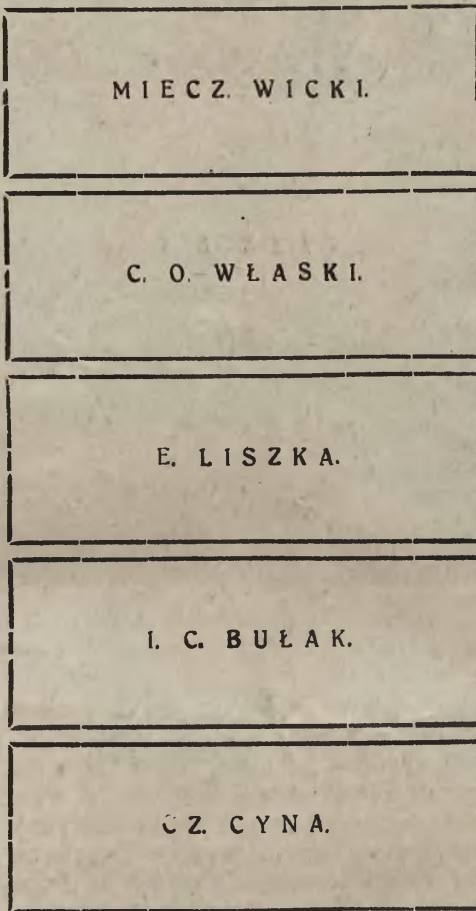 MIECZ. WICKI.
C. O. WŁASKI.
E. LISZKA.
I. C. BUŁAK.
CZ. CYNA.